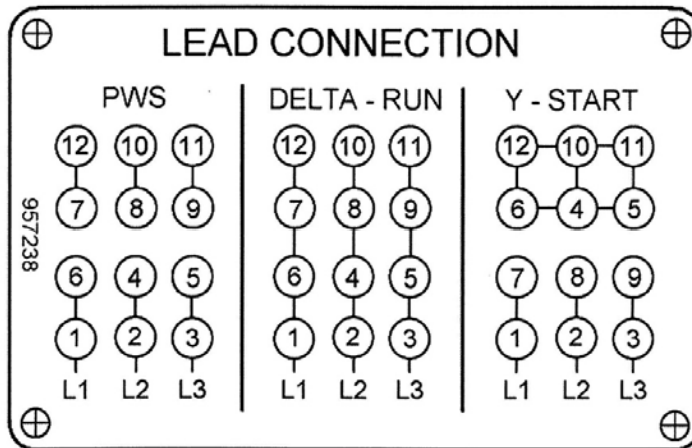 LEAD CONNECTION
PWS
12 10 11
7 8 9
6 4 5
1 2 3
L1 L2 L3
DELTA - RUN
12 10 11
7 8 9
6 4 5
1 2 3
L1 L2 L3
Y - START
12 10 11
6 4 5
7 8 9
1 2 3
L1 L2 L3
957238